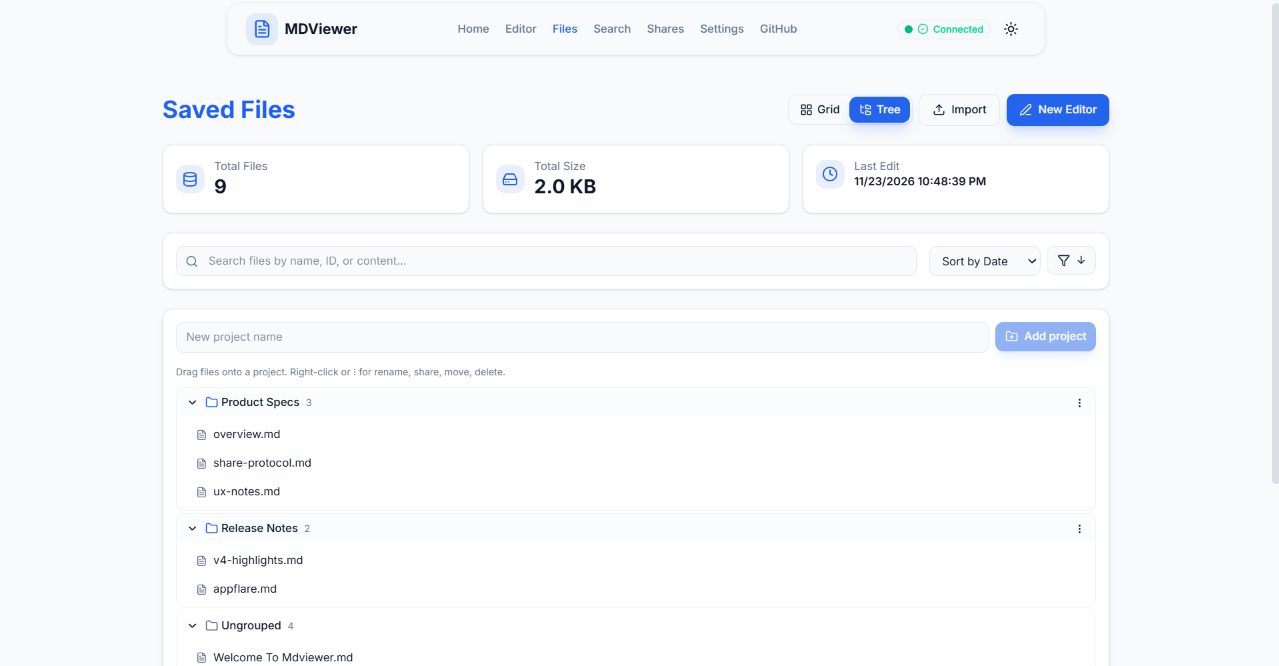 MDViewer
Home Editor Files Search Shares Settings GitHub
Connected
Saved Files
Grid Tree Import New Editor
Total Files
9
Total Size
2.0 KB
Last Edit
11/23/2026 10:48:39 PM
Search files by name, ID, or content...
Sort by Date
New project name
Add project
Drag files onto a project. Right-click or ⋮ for rename, share, move, delete.
Product Specs 3
overview.md
share-protocol.md
ux-notes.md
Release Notes 2
v4-highlights.md
appflare.md
Ungrouped 4
Welcome To Mdviewer.md